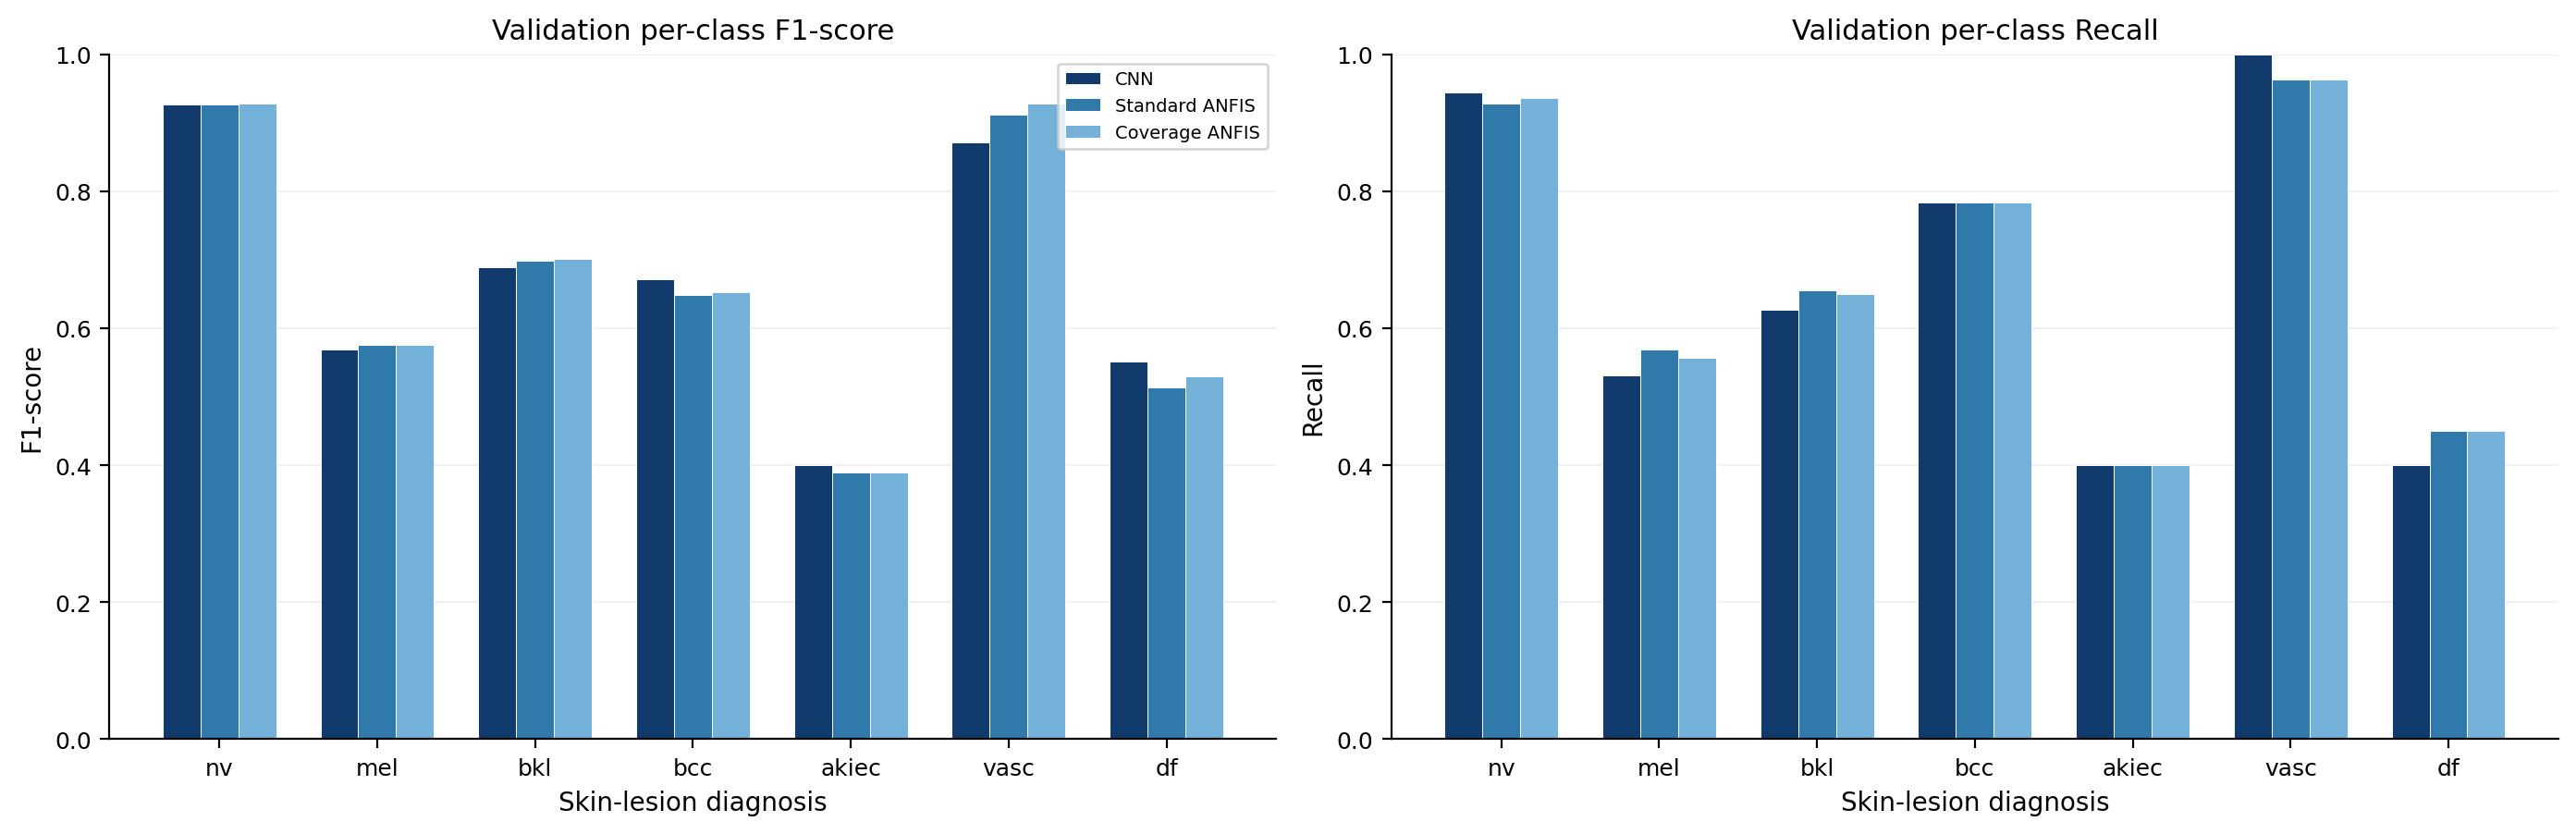 Validation per-class F1-score
1.0
0.8
0.6
0.4
0.2
0.0
F1-score
CNN
Standard ANFIS
Coverage ANFIS
nv mel bkl bcc akiec vasc df
Skin-lesion diagnosis
Validation per-class Recall
1.0
0.8
0.6
0.4
0.2
0.0
Recall
nv mel bkl bcc akiec vasc df
Skin-lesion diagnosis